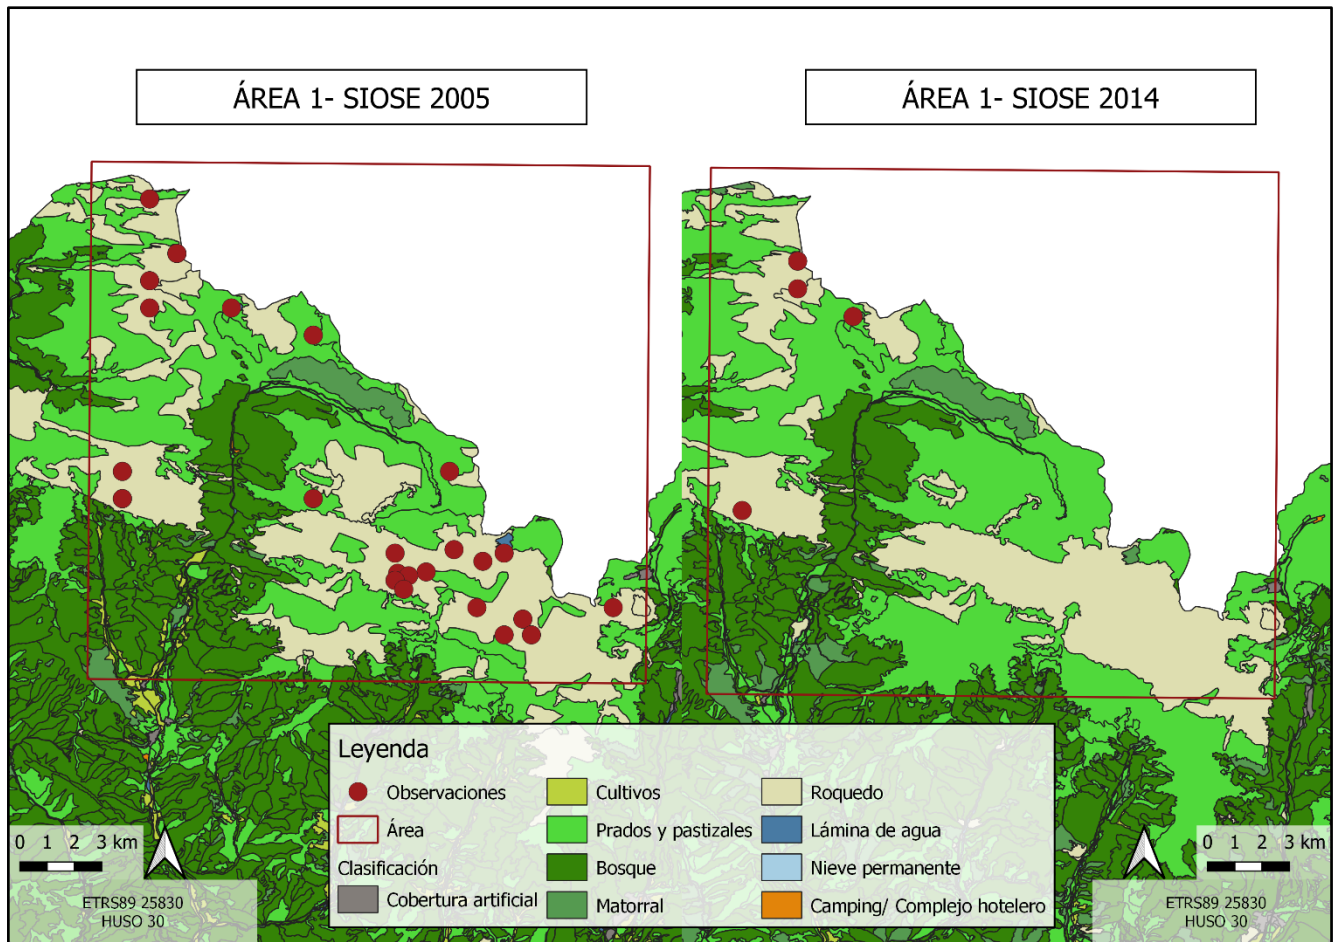 ÁREA 1- SIOSE 2005
ÁREA 1- SIOSE 2014
Leyenda
Observaciones
Área
Clasificación
Cobertura artificial
Cultivos
Prados y pastizales
Bosque
Matorral
Roquedo
Lámina de agua
Nieve permanente
Camping/ Complejo hotelero
0 1 2 3 km
ETRS89 25830
HUSO 30
0 1 2 3 km
ETRS89 25830
HUSO 30